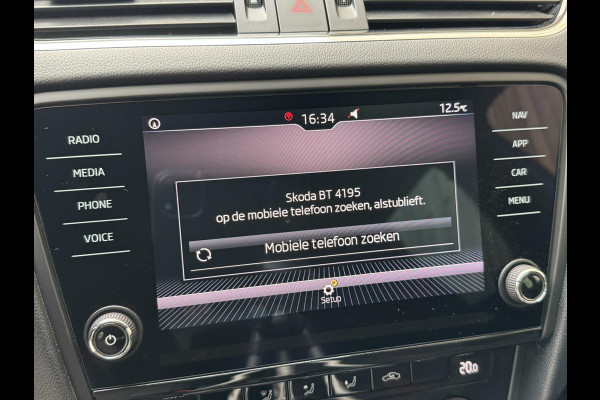 16:34
12.5°C
RADIO
MEDIA
PHONE
VOICE
NAV
APP
CAR
MENU
Skoda BT 4195
op de mobiele telefoon zoeken, alstublieft.
Mobiele telefoon zoeken
Setup
20.0